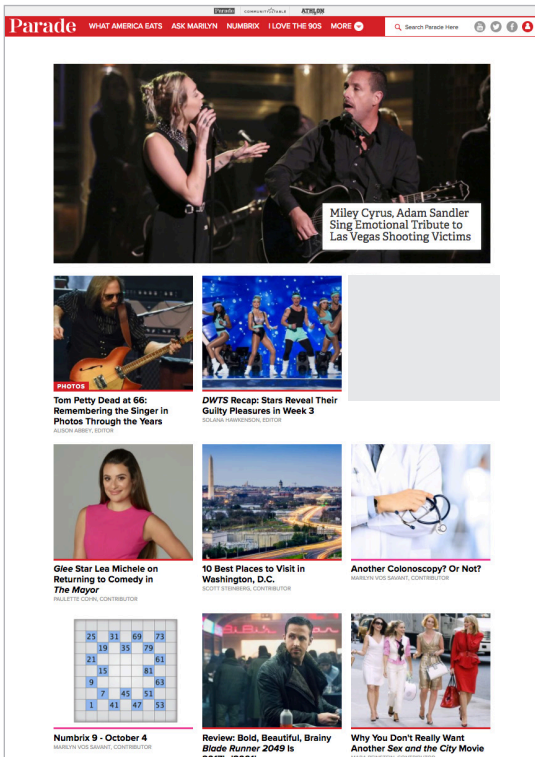 Parade COMMUNITY TABLE ATHLON
Parade WHAT AMERICA EATS ASK MARILYN NUMBRIX I LOVE THE 90S MORE Search Parade Here
Miley Cyrus, Adam Sandler
Sing Emotional Tribute to
Las Vegas Shooting Victims
PHOTOS
Tom Petty Dead at 66:
Remembering the Singer in
Photos Through the Years
ALISON ABBEY, EDITOR
DWTS Recap: Stars Reveal Their
Guilty Pleasures in Week 3
SOLANA HAWKENSON, EDITOR
Glee Star Lea Michele on
Returning to Comedy in
The Mayor
PAULETTE COHN, CONTRIBUTOR
10 Best Places to Visit in
Washington, D.C.
SCOTT STEINBERG, CONTRIBUTOR
Another Colonoscopy? Or Not?
MARILYN VOS SAVANT, CONTRIBUTOR
25 31 69 73
19 35 79
21 61
15 81
9 63
7 45 51
1 41 47 53
Numbrix 9 - October 4
MARILYN VOS SAVANT, CONTRIBUTOR
Review: Bold, Beautiful, Brainy
Blade Runner 2049 Is
Why You Don't Really Want
Another Sex and the City Movie